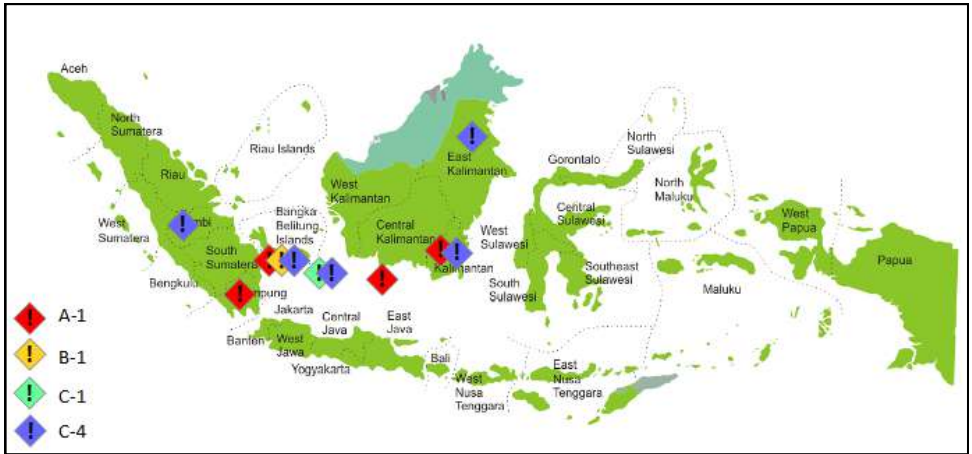 Aceh
North
Sumatera
Riau Islands
Riau
West
Sumatera
mbi
South
Sumatera
Bengkulu
mpung
Bangka
Belitung
Islands
West
Kalimantan
Central
Kalimantan
East
Kalimantan
Kalimantan
Gorontalo
North
Sulawesi
Central
Sulawesi
West
Sulawesi
South
Sulawesi
Southeast
Sulawesi
North
Maluku
Maluku
West
Papua
Papua
Jakarta
Banten
West
Jawa
Central
Java
Yogyakarta
East
Java
Bali
West
Nusa
Tenggara
East
Nusa
Tenggara
! A-1
! B-1
! C-1
! C-4